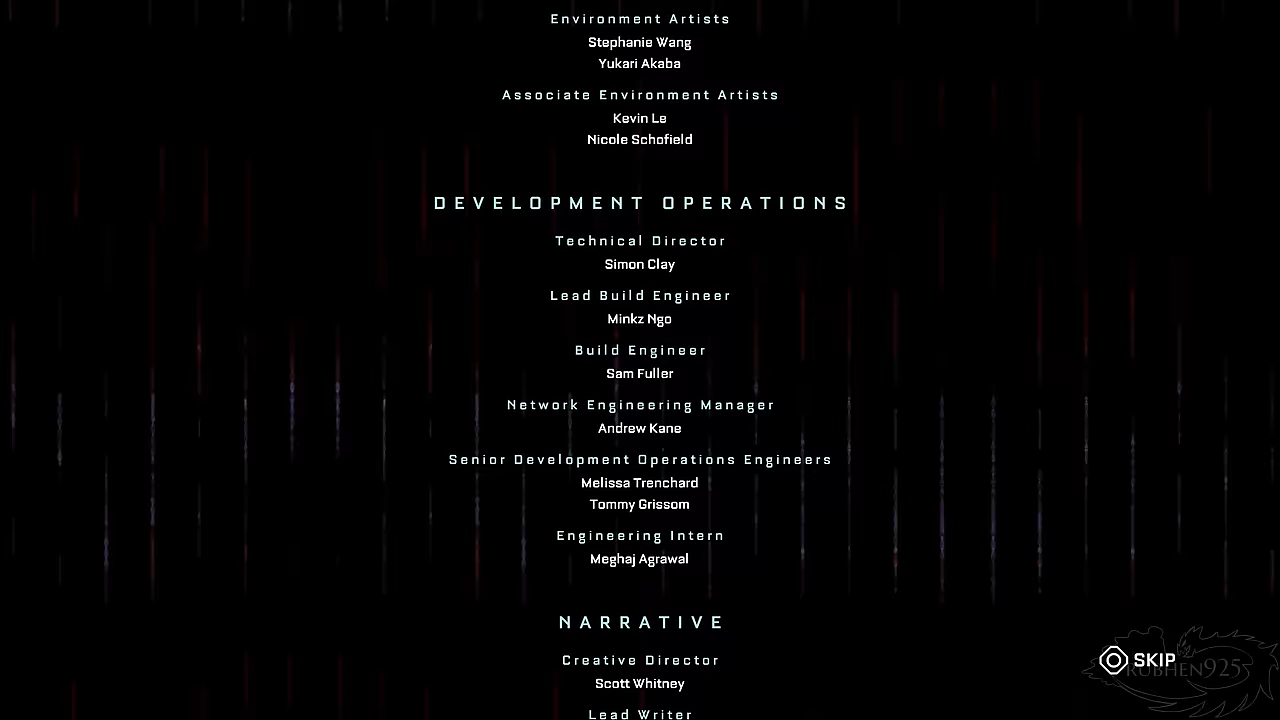 Environment Artists
Stephanie Wang
Yukari Akaba
Associate Environment Artists
Kevin Le
Nicole Schofield
DEVELOPMENT OPERATIONS
Technical Director
Simon Clay
Lead Build Engineer
Minkz Ngo
Build Engineer
Sam Fuller
Network Engineering Manager
Andrew Kane
Senior Development Operations Engineers
Melissa Trenchard
Tommy Grissom
Engineering Intern
Meghaj Agrawal
NARRATIVE
Creative Director
Scott Whitney
Lead Writer
SKIP
RUBHEN925